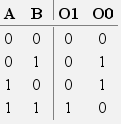 A B O1 O0
0 0 0 0
0 1 0 1
1 0 0 1
1 1 1 0